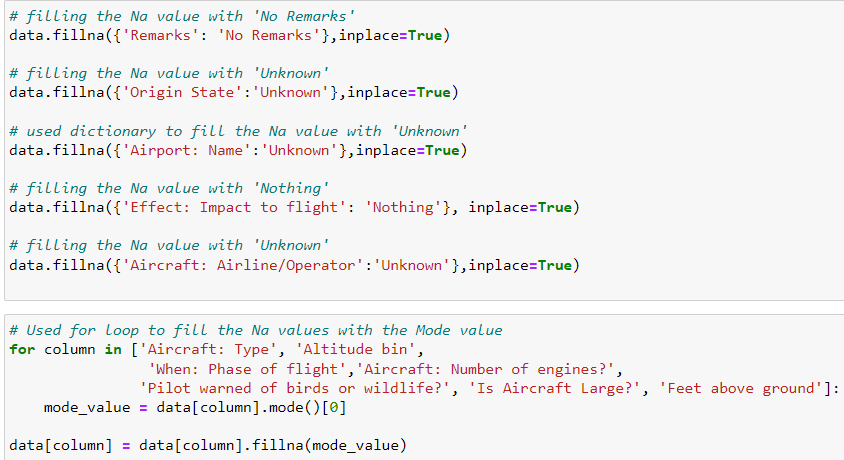 # filling the Na value with 'No Remarks'
data.fillna({'Remarks': 'No Remarks'},inplace=True)
# filling the Na value with 'Unknown'
data.fillna({'Origin State':'Unknown'},inplace=True)
# used dictionary to fill the Na value with 'Unknown'
data.fillna({'Airport: Name':'Unknown'},inplace=True)
# filling the Na value with 'Nothing'
data.fillna({'Effect: Impact to flight': 'Nothing'}, inplace=True)
# filling the Na value with 'Unknown'
data.fillna({'Aircraft: Airline/Operator':'Unknown'},inplace=True)
# Used for loop to fill the Na values with the Mode value
for column in ['Aircraft: Type', 'Altitude bin',
'When: Phase of flight','Aircraft: Number of engines?',
'Pilot warned of birds or wildlife?', 'Is Aircraft Large?', 'Feet above ground']:
mode_value = data[column].mode()[0]
data[column] = data[column].fillna(mode_value)